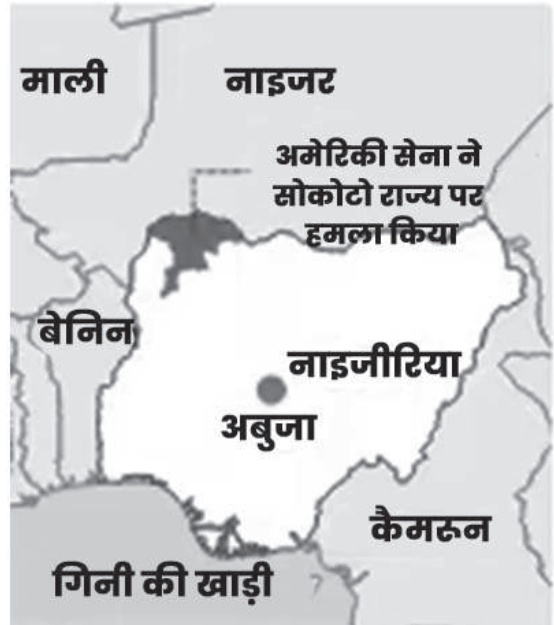 माली
नाइजर
अमेरिकी सेना ने
सोकोटो राज्य पर
हमला किया
बेनिन
नाइजीरिया
अबुजा
कैमरून
गिनी की खाड़ी